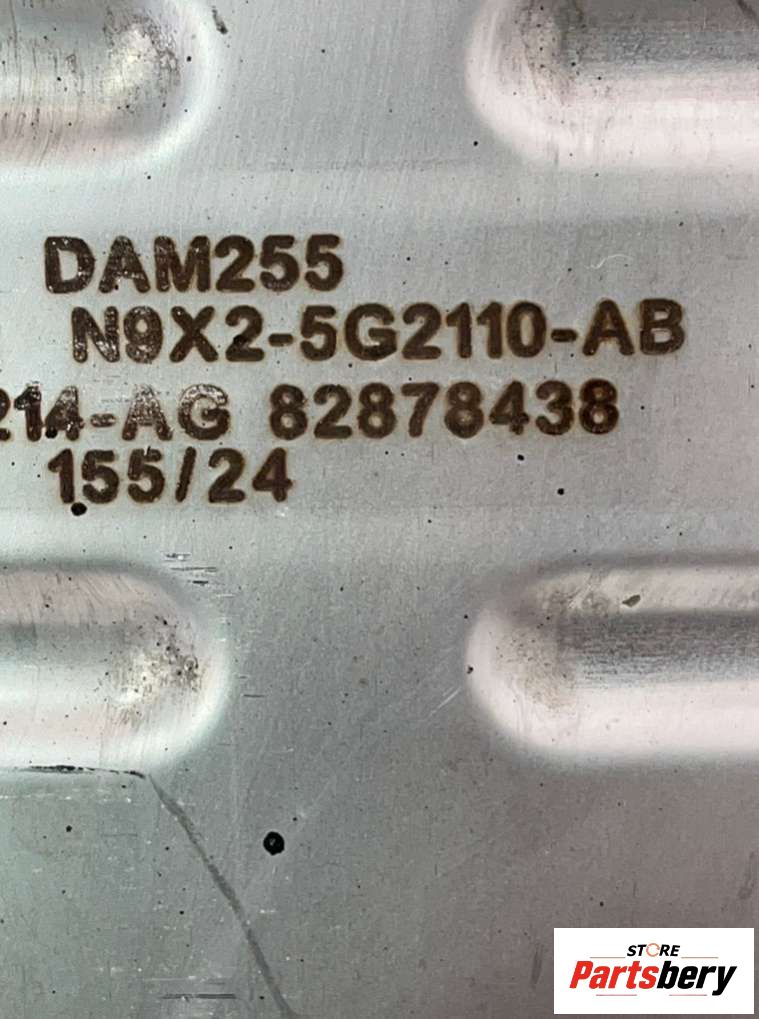 DAM255
N9X2-5G2110-AB
214-AG 82878438
155/24
STORE
Partsbery